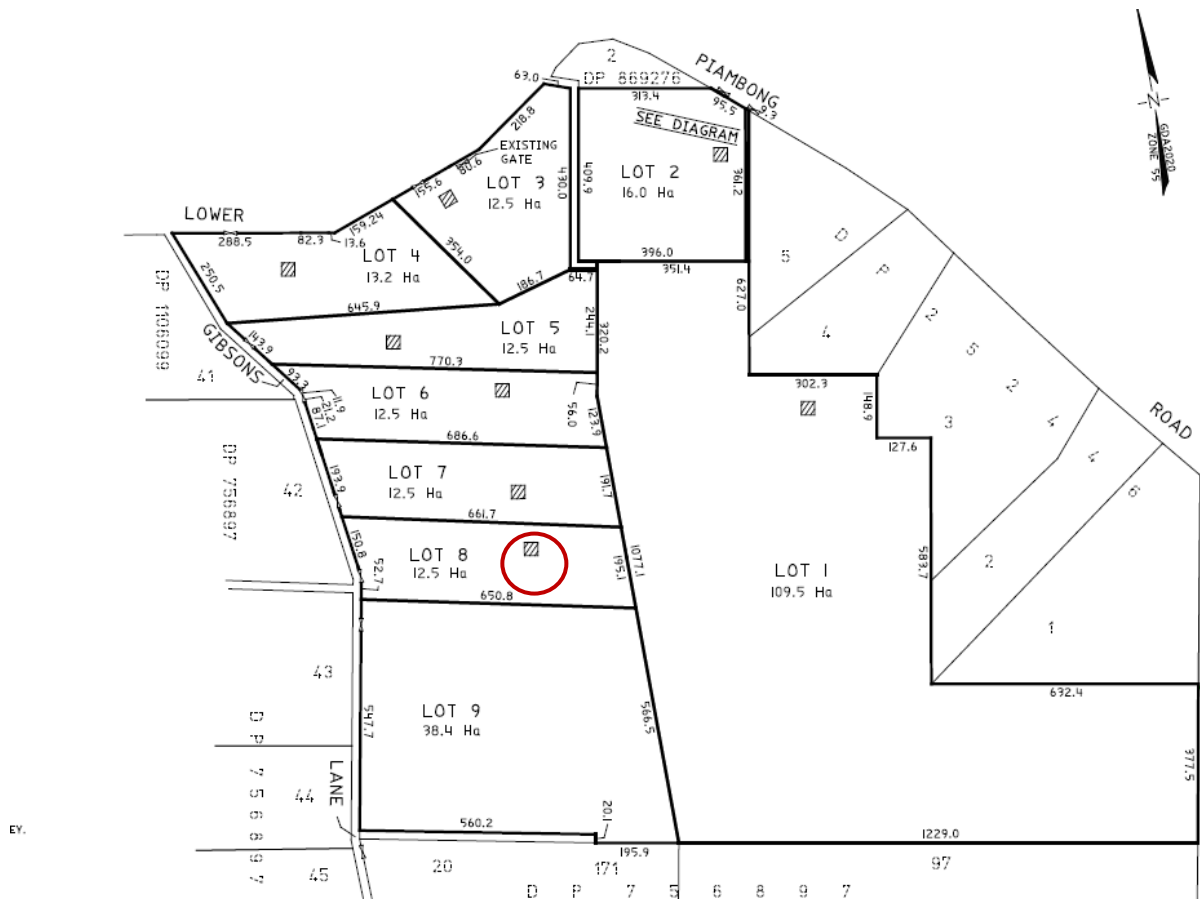 2
PIAMBONG
63.0
DP 869276
313.4
95.5
9.3
218.8
SEE DIAGRAM
EXISTING
GATE
80.6
155.6
LOT 3
12.5 Ha
430.0
409.9
LOT 2
16.0 Ha
361.2
GDA2020
ZONE 55
N
LOWER
288.5
82.3
13.6
159.24
LOT 4
13.2 Ha
354.0
186.7
64.7
396.0
351.4
5
D
P
250.5
DP 1106099
645.9
627.0
4
2
5
2
4
143.9
GIBSONS
LOT 5
12.5 Ha
244.1
320.2
770.3
41
93.3
11.9
21.2
87.1
LOT 6
12.5 Ha
56.0
123.9
302.3
148.9
3
127.6
ROAD
686.6
DP 756897
42
193.9
LOT 7
12.5 Ha
191.7
4
6
661.7
150.8
52.7
LOT 8
12.5 Ha
195.1
1077.1
583.7
2
650.8
LOT 1
109.5 Ha
1
43
547.7
LOT 9
38.4 Ha
566.5
632.4
DP 756897
LANE
44
377.5
EY.
560.2
20.1
1229.0
195.9
45
20
171
97
D P 7 5 6 8 9 7